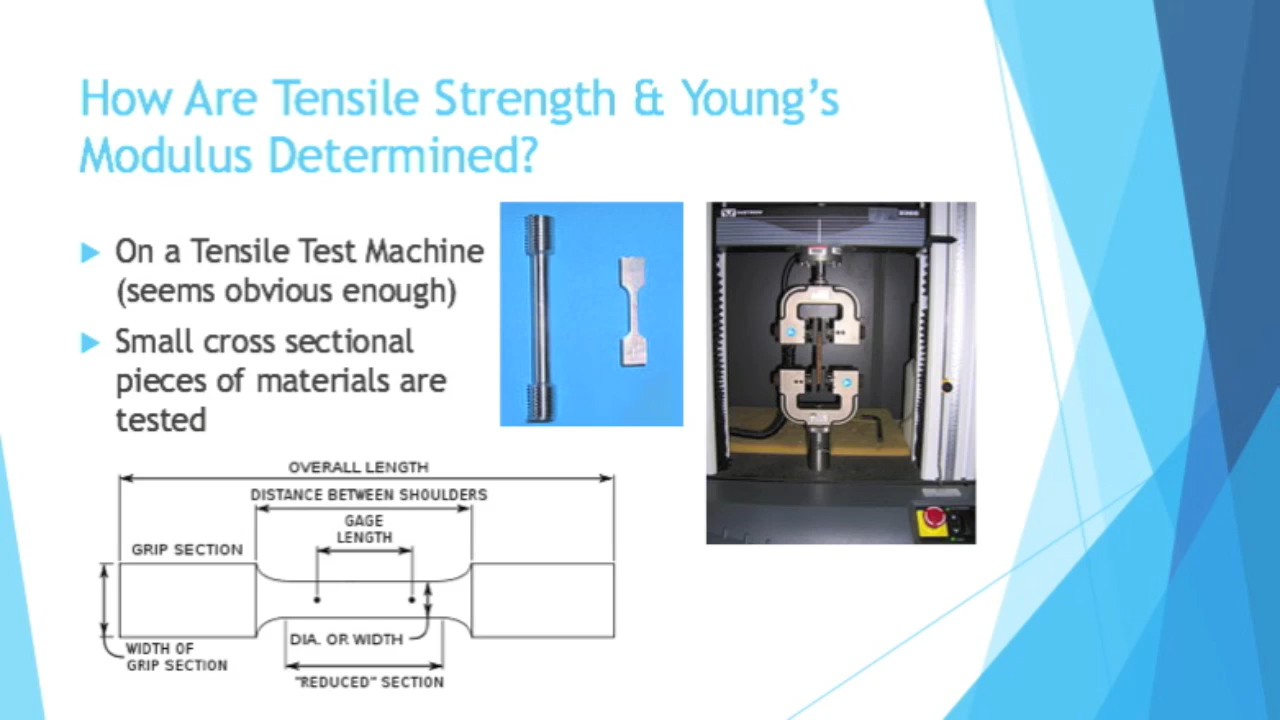 How Are Tensile Strength & Young's
Modulus Determined?
On a Tensile Test Machine
(seems obvious enough)
Small cross sectional
pieces of materials are
tested
OVERALL LENGTH
DISTANCE BETWEEN SHOULDERS
GAGE
LENGTH
GRIP SECTION
DIA. OR WIDTH
WIDTH OF
GRIP SECTION
"REDUCED" SECTION